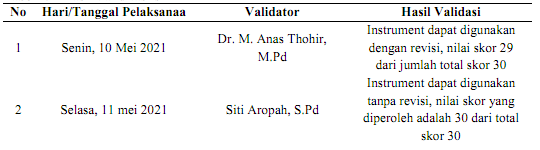 No Hari/Tanggal Pelaksanaa Validator Hasil Validasi
Instrument dapat digunakan
1 Senin, 10 Mei 2021 Dr. M. Anas Thohir, dengan revisi, nilai skor 29
M.Pd dari jumlah total skor 30
Instrument dapat digunakan
2 Selasa, 11 mei 2021 Siti Aropah, S.Pd tanpa revisi, nilai skor yang
diperoleh adalah 30 dari total
skor 30